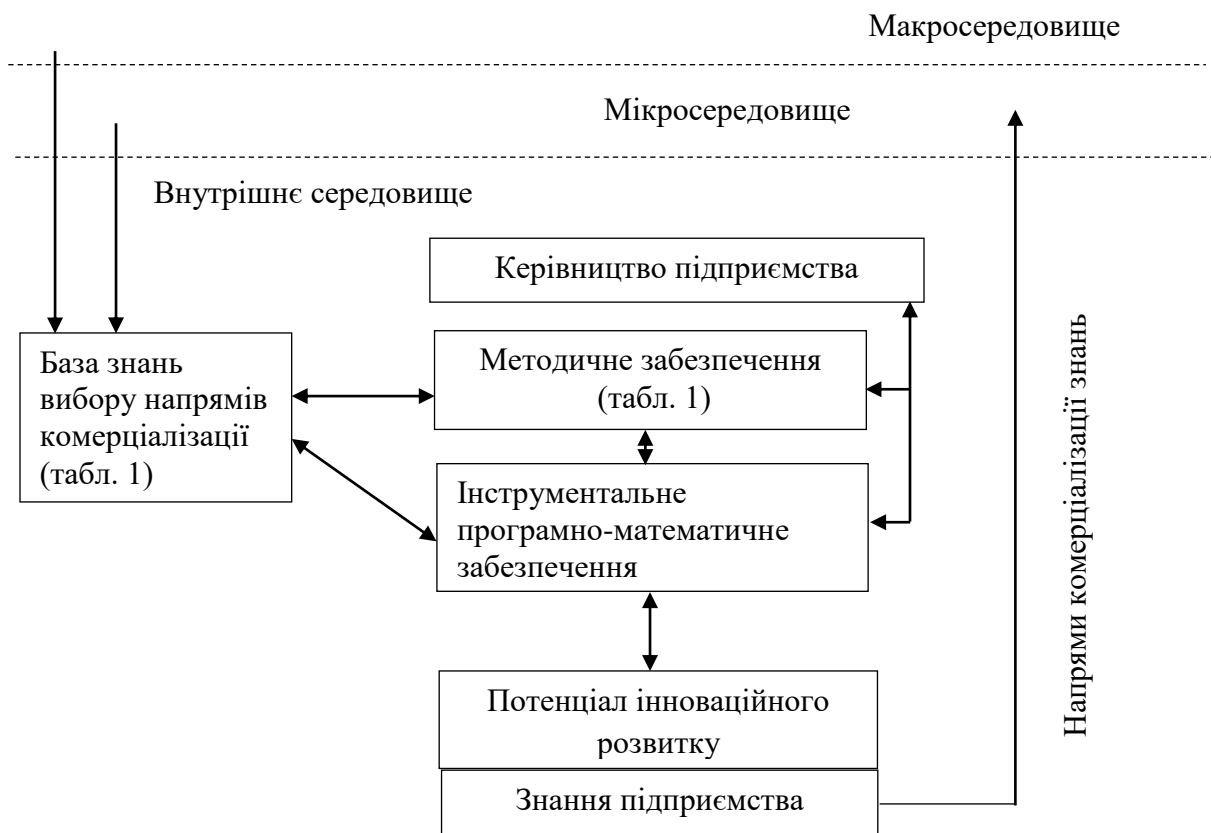 Макросередовище
Мікросередовище
Внутрішнє середовище
Керівництво підприємства
База знань
вибору напрямів
комерціалізації
(табл. 1)
Методичне забезпечення
(табл. 1)
Інструментальне
програмно-математичне
забезпечення
Потенціал інноваційного
розвитку
Знання підприємства
Напрями комерціалізації знань